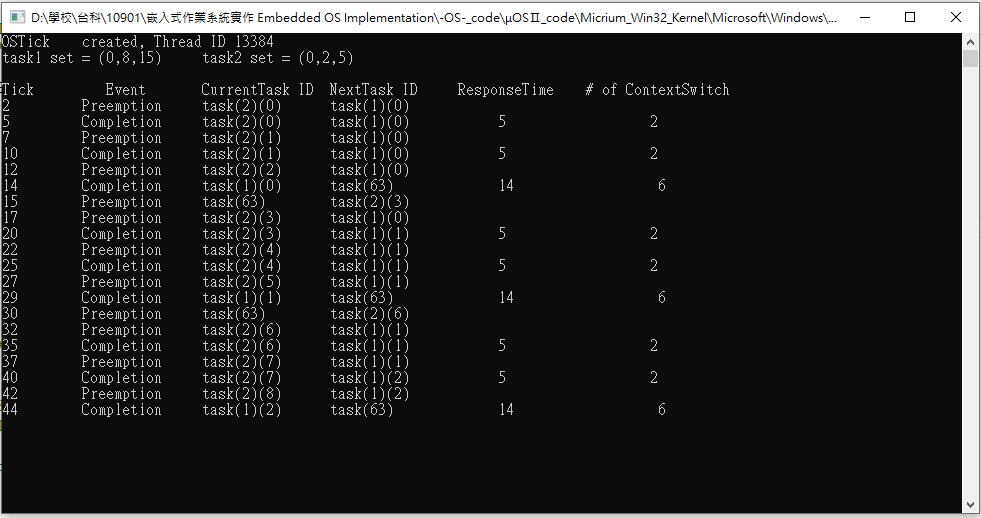 D:\學校\台科\10901\嵌入式作業系統實作 Embedded OS Implementation\-OS-_code\μOSⅡ_code\Micrium_Win32_Kernel\Microsoft\Windows\...
OSTick    created, Thread ID 13384
task1 set = (0,8,15)     task2 set = (0,2,5)
Tick         Event       CurrentTask ID  NextTask ID     ResponseTime    # of ContextSwitch
2         Preemption     task(2)(0)      task(1)(0)
5         Completion     task(2)(0)      task(1)(0)           5                  2
7         Preemption     task(2)(1)      task(1)(0)
10        Completion     task(2)(1)      task(1)(0)           5                  2
12        Preemption     task(2)(2)      task(1)(0)
14        Completion     task(1)(0)      task(63)             14                  6
15        Preemption     task(63)        task(2)(3)
17        Preemption     task(2)(3)      task(1)(0)
20        Completion     task(2)(3)      task(1)(1)           5                  2
22        Preemption     task(2)(4)      task(1)(1)
25        Completion     task(2)(4)      task(1)(1)           5                  2
27        Preemption     task(2)(5)      task(1)(1)
29        Completion     task(1)(1)      task(63)             14                  6
30        Preemption     task(63)        task(2)(6)
32        Preemption     task(2)(6)      task(1)(1)
35        Completion     task(2)(6)      task(1)(1)           5                  2
37        Preemption     task(2)(7)      task(1)(1)
40        Completion     task(2)(7)      task(1)(2)           5                  2
42        Preemption     task(2)(8)      task(1)(2)
44        Completion     task(1)(2)      task(63)             14                  6